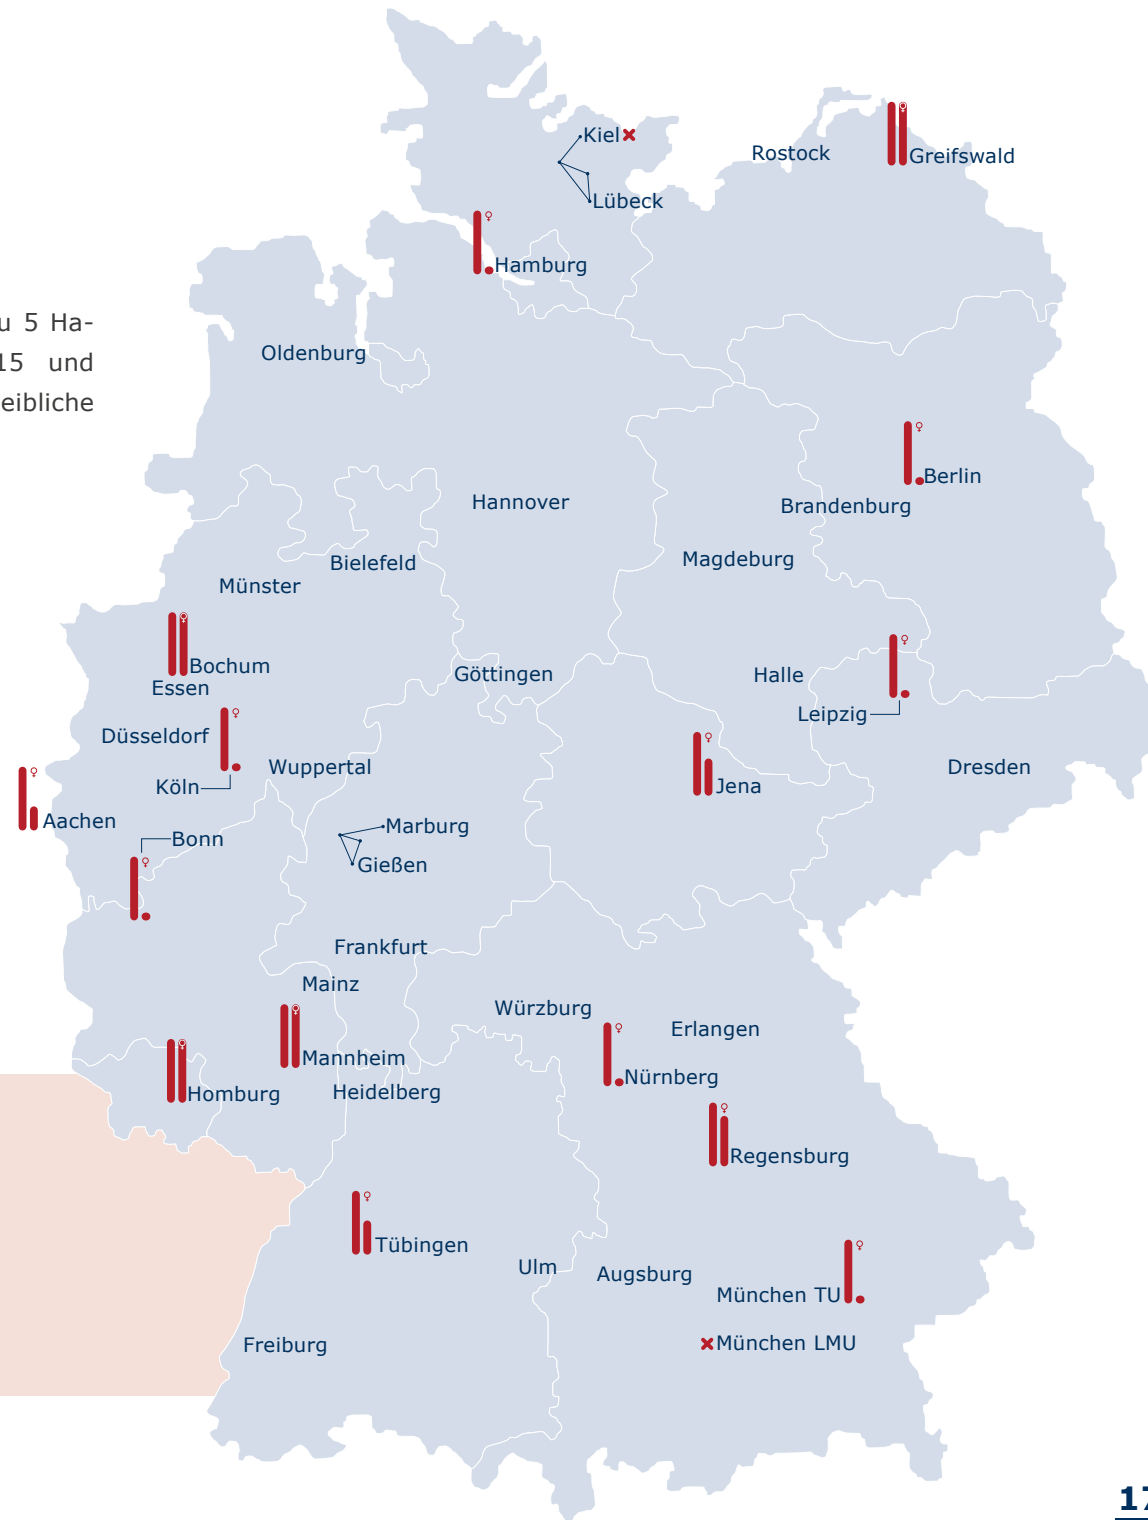 Kiel
Rostock
Greifswald
Lübeck
Hamburg
u 5 Ha-
15 und
eibliche
Oldenburg
Berlin
Hannover
Brandenburg
Bielefeld
Magdeburg
Münster
Bochum
Göttingen
Halle
Essen
Leipzig
Düsseldorf
Wuppertal
Dresden
Köln
Jena
Aachen
Marburg
Bonn
Gießen
Frankfurt
Mainz
Würzburg
Erlangen
Mannheim
Nürnberg
Homburg
Heidelberg
Regensburg
Tübingen
Ulm
Augsburg
München TU
Freiburg
München LMU
17